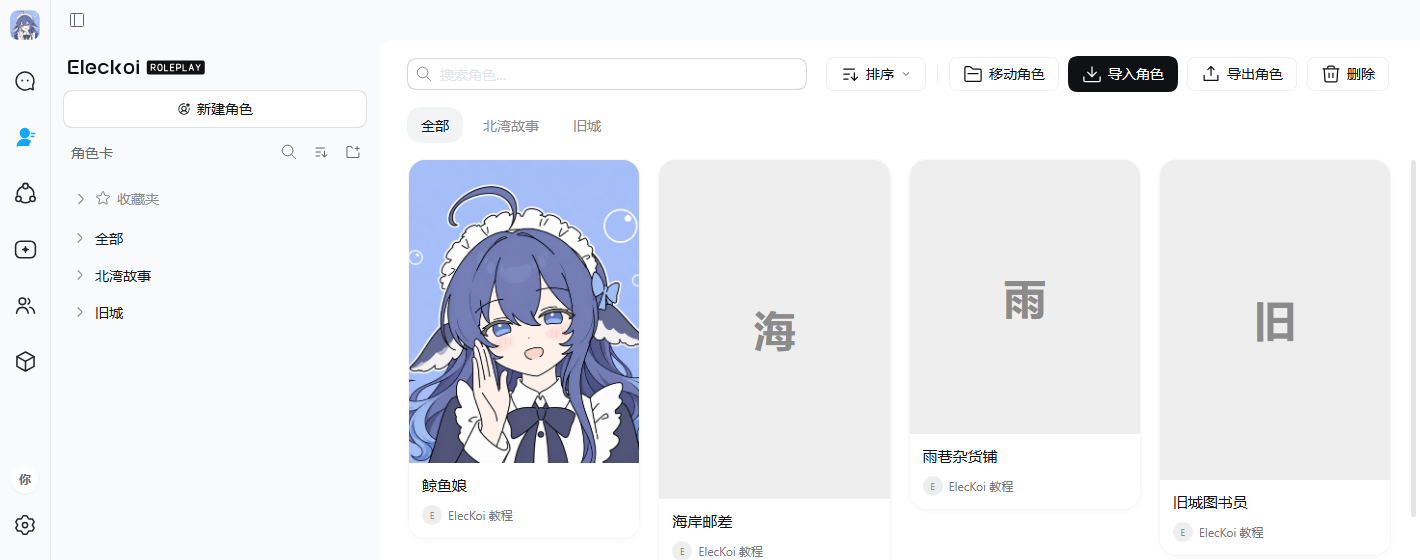 Eleckoi ROLEPLAY
新建角色
角色卡
收藏夹
全部
北湾故事
旧城
你
搜索角色...
排序
移动角色
导入角色
导出角色
删除
全部
北湾故事
旧城
鲸鱼娘
E ElecKoi 教程
海
海岸邮差
E ElecKoi 教程
雨
雨巷杂货铺
E ElecKoi 教程
旧
旧城图书员
E ElecKoi 教程